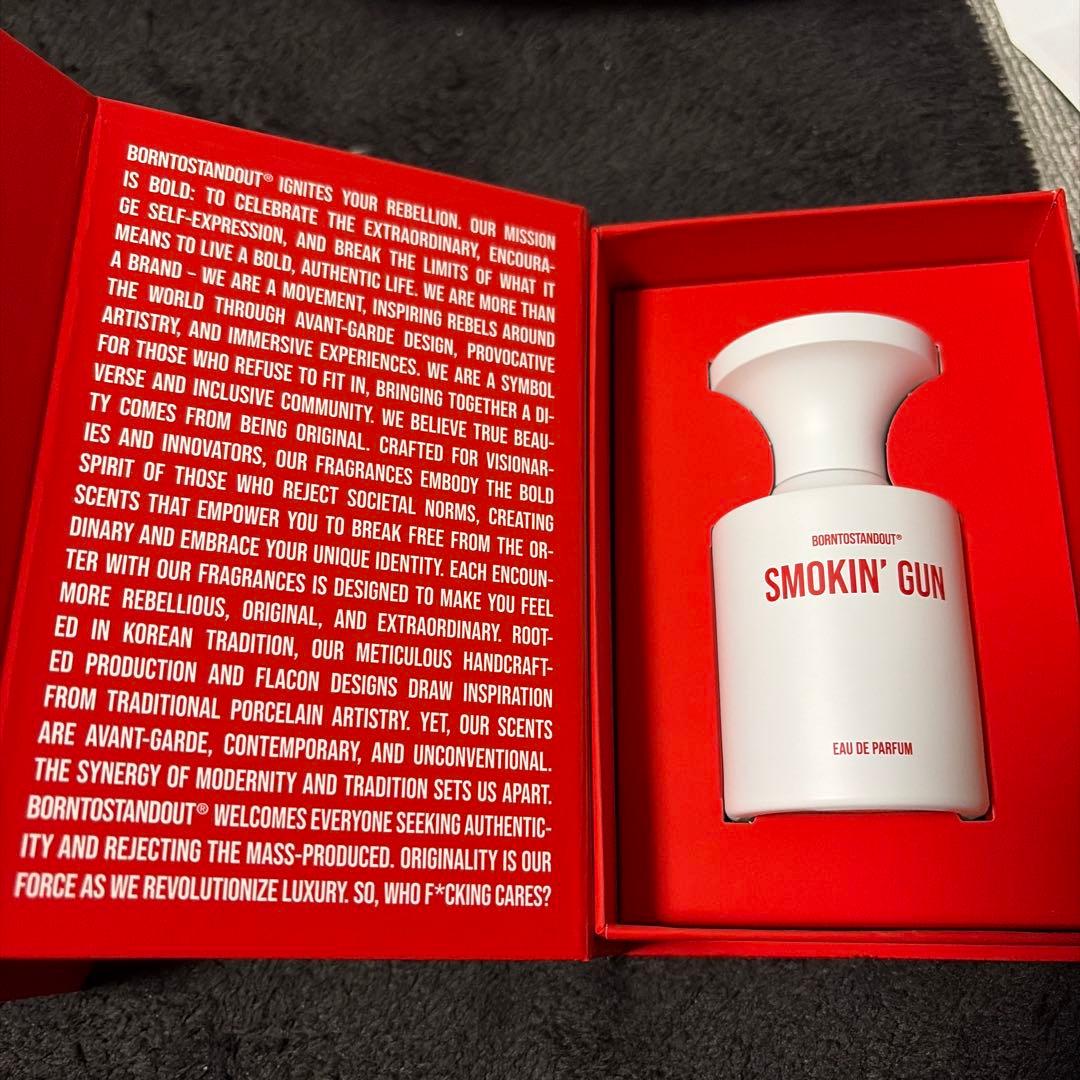 BORNTOSTANDOUT® IGNITES YOUR REBELLION. OUR MISSION
IS BOLD: TO CELEBRATE THE EXTRAORDINARY, ENCOURA-
GE SELF-EXPRESSION, AND BREAK THE LIMITS OF WHAT IT
MEANS TO LIVE A BOLD, AUTHENTIC LIFE. WE ARE MORE THAN
A BRAND – WE ARE A MOVEMENT, INSPIRING REBELS AROUND
THE WORLD THROUGH AVANT-GARDE DESIGN, PROVOCATIVE
ARTISTRY, AND IMMERSIVE EXPERIENCES. WE ARE A SYMBOL
FOR THOSE WHO REFUSE TO FIT IN, BRINGING TOGETHER A DI-
VERSE AND INCLUSIVE COMMUNITY. WE BELIEVE TRUE BEAU-
TY COMES FROM BEING ORIGINAL. CRAFTED FOR VISIONAR-
IES AND INNOVATORS, OUR FRAGRANCES EMBODY THE BOLD
SPIRIT OF THOSE WHO REJECT SOCIETAL NORMS, CREATING
SCENTS THAT EMPOWER YOU TO BREAK FREE FROM THE OR-
DINARY AND EMBRACE YOUR UNIQUE IDENTITY. EACH ENCOUN-
TER WITH OUR FRAGRANCES IS DESIGNED TO MAKE YOU FEEL
MORE REBELLIOUS, ORIGINAL, AND EXTRAORDINARY. ROOT-
ED IN KOREAN TRADITION, OUR METICULOUS HANDCRAFT-
ED PRODUCTION AND FLACON DESIGNS DRAW INSPIRATION
FROM TRADITIONAL PORCELAIN ARTISTRY. YET, OUR SCENTS
ARE AVANT-GARDE, CONTEMPORARY, AND UNCONVENTIONAL.
THE SYNERGY OF MODERNITY AND TRADITION SETS US APART.
BORNTOSTANDOUT® WELCOMES EVERYONE SEEKING AUTHENTIC-
ITY AND REJECTING THE MASS-PRODUCED. ORIGINALITY IS OUR
FORCE AS WE REVOLUTIONIZE LUXURY. SO, WHO F*CKING CARES?
BORNTOSTANDOUT®
SMOKIN' GUN
EAU DE PARFUM